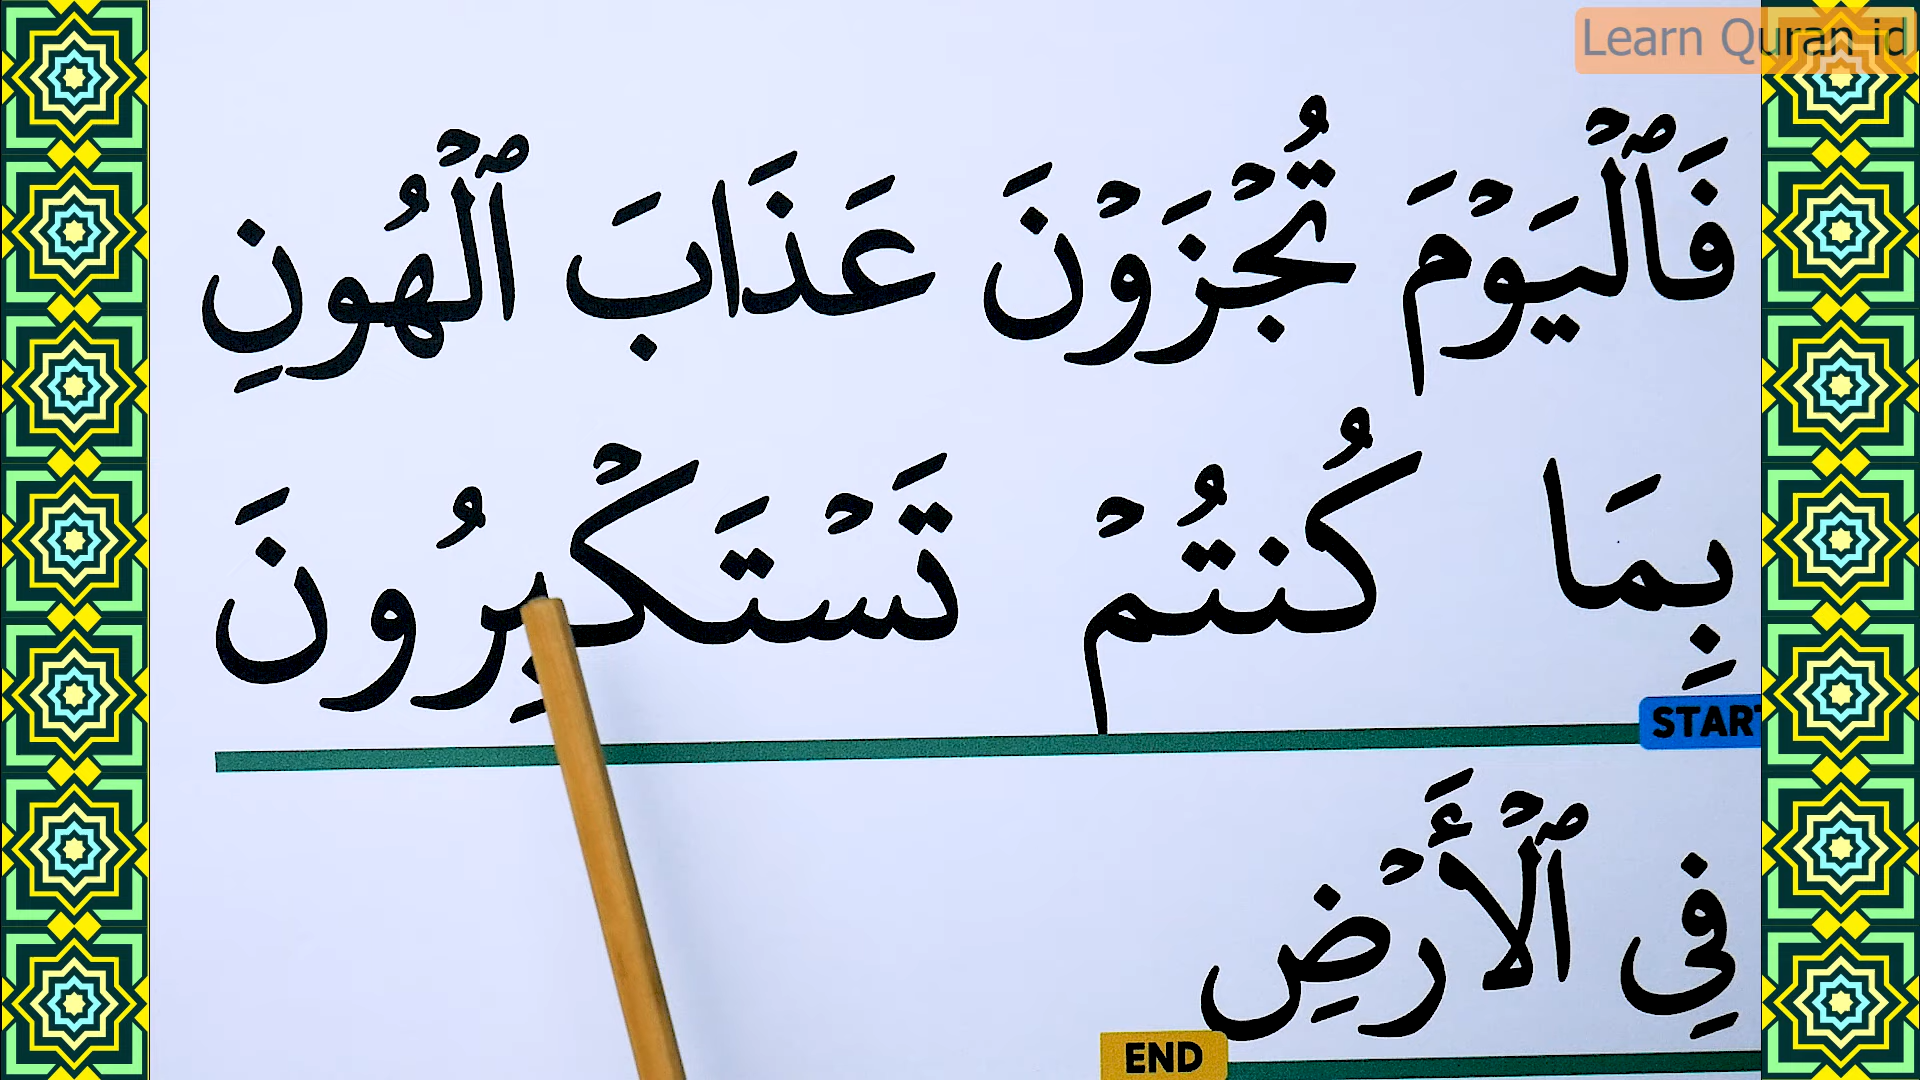 Learn Quran id
فَٱلْيَوْمَ تُجْزَوْنَ عَذَابَ ٱلْهُونِ
بِمَا كُنتُمْ تَسْتَكْبِرُونَ
START
فِي ٱلْأَرْضِ
END